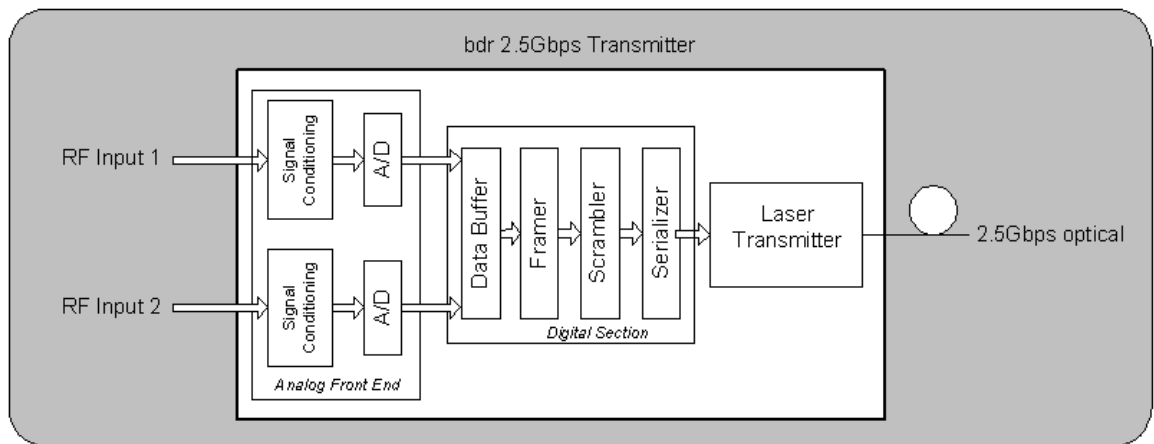 bdr 2.5Gbps Transmitter
RF Input 1
Signal
Conditioning
A/D
RF Input 2
Signal
Conditioning
A/D
Analog Front End
Data Buffer
Framer
Scrambler
Serializer
Digital Section
Laser
Transmitter
2.5Gbps optical